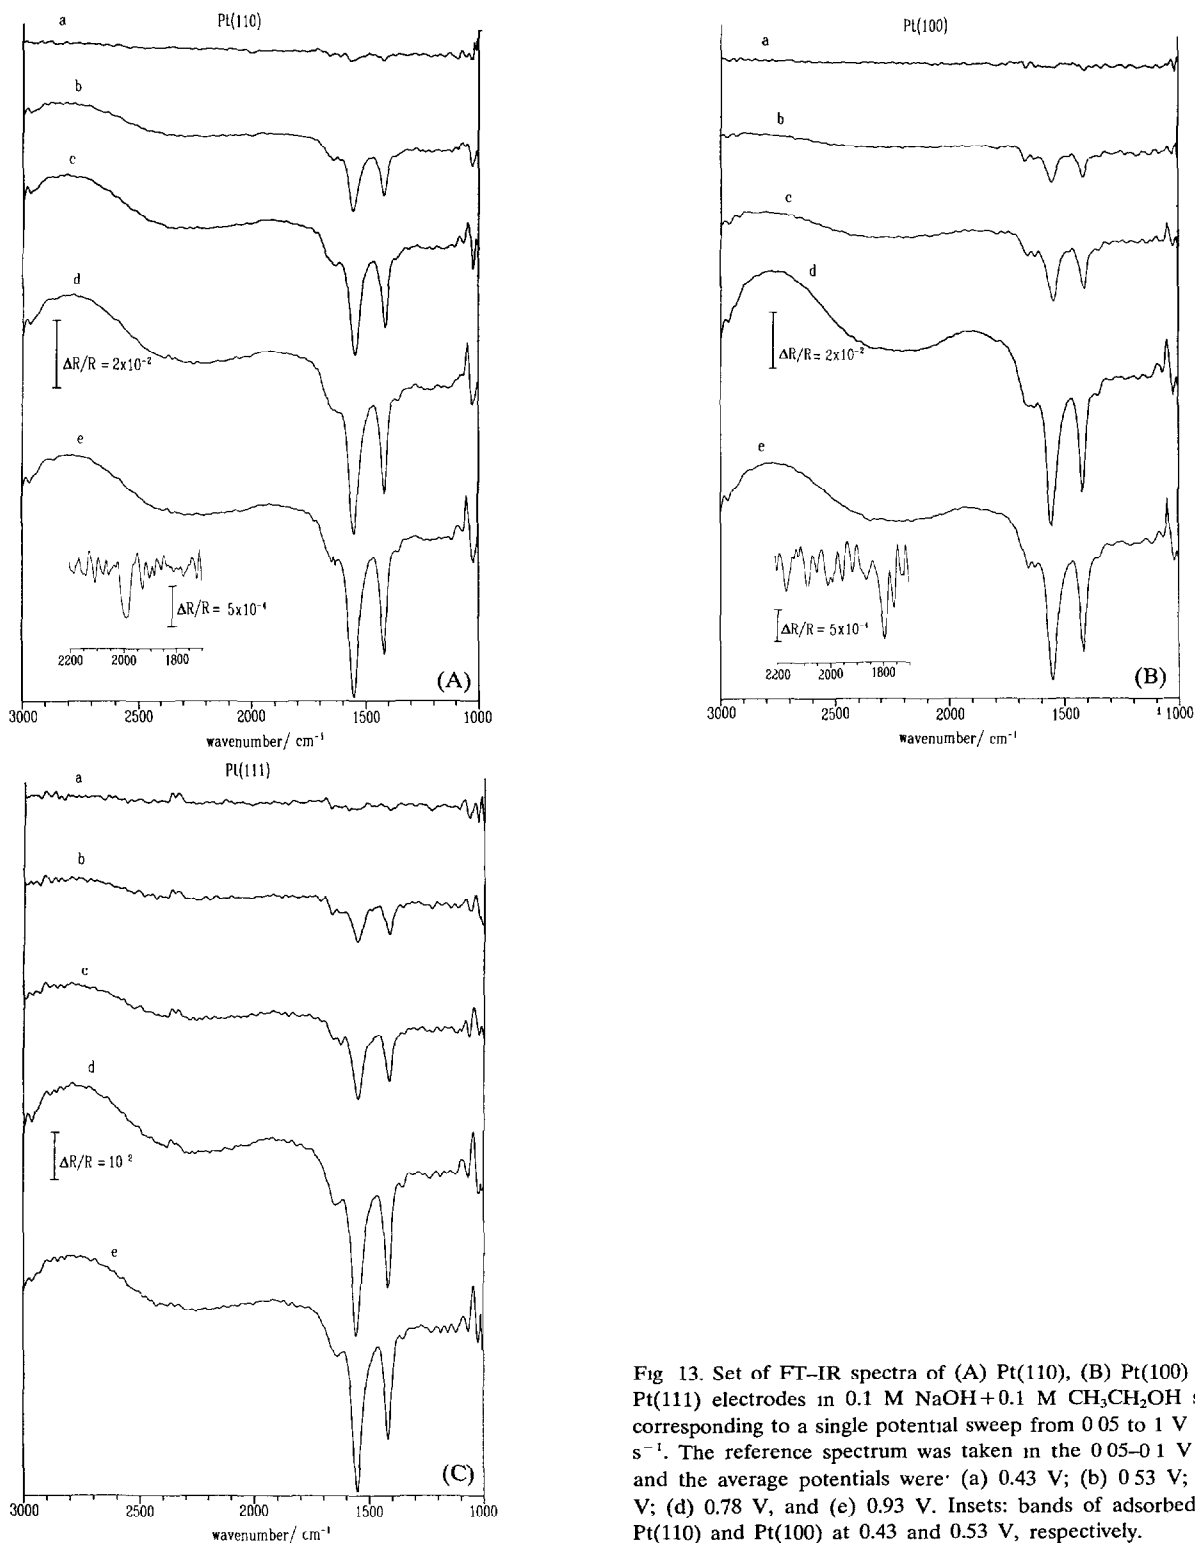 Pt(110)
a
b
c
d
ΔR/R = 2x10⁻²
e
ΔR/R = 5x10⁻⁴
2200 2000 1800
(A)
3000 2500 2000 1500 1000
wavenumber/ cm⁻¹
Pt(100)
a
b
c
d
ΔR/R = 2x10⁻²
e
ΔR/R = 5x10⁻⁴
2200 2000 1800
(B)
3000 2500 2000 1500 1000
wavenumber/ cm⁻¹
Pt(111)
a
b
c
d
ΔR/R = 10⁻²
e
(C)
3000 2500 2000 1500 1000
wavenumber/ cm⁻¹
Fig 13. Set of FT–IR spectra of (A) Pt(110), (B) Pt(100)
Pt(111) electrodes in 0.1 M NaOH+0.1 M CH₃CH₂OH s
corresponding to a single potential sweep from 0 05 to 1 V
s⁻¹. The reference spectrum was taken in the 0 05–0 1 V
and the average potentials were· (a) 0.43 V; (b) 0 53 V;
V; (d) 0.78 V, and (e) 0.93 V. Insets: bands of adsorbed
Pt(110) and Pt(100) at 0.43 and 0.53 V, respectively.